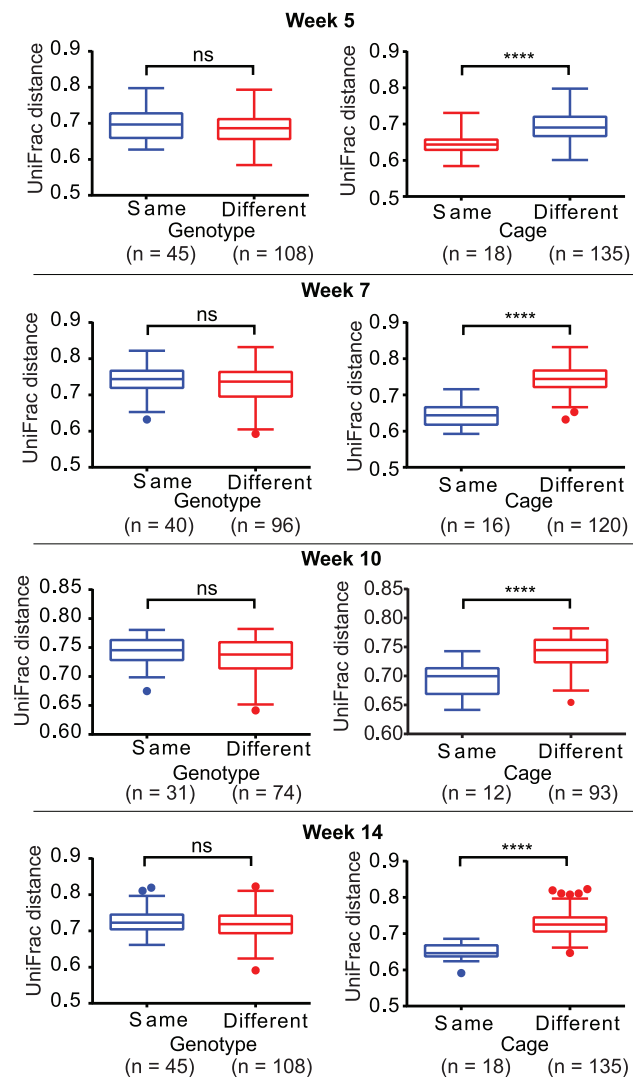 Week 5
UniFrac distance
0.9
0.8
0.7
0.6
0.5
ns
Same Different
Genotype
(n = 45) (n = 108)
UniFrac distance
0.9
0.8
0.7
0.6
0.5
****
Same Different
Cage
(n = 18) (n = 135)
Week 7
UniFrac distance
0.9
0.8
0.7
0.6
0.5
ns
Same Different
Genotype
(n = 40) (n = 96)
UniFrac distance
0.9
0.8
0.7
0.6
0.5
****
Same Different
Cage
(n = 16) (n = 120)
Week 10
UniFrac distance
0.85
0.80
0.75
0.70
0.65
0.60
ns
Same Different
Genotype
(n = 31) (n = 74)
UniFrac distance
0.85
0.80
0.75
0.70
0.65
0.60
****
Same Different
Cage
(n = 12) (n = 93)
Week 14
UniFrac distance
0.9
0.8
0.7
0.6
0.5
ns
Same Different
Genotype
(n = 45) (n = 108)
UniFrac distance
0.9
0.8
0.7
0.6
0.5
****
Same Different
Cage
(n = 18) (n = 135)